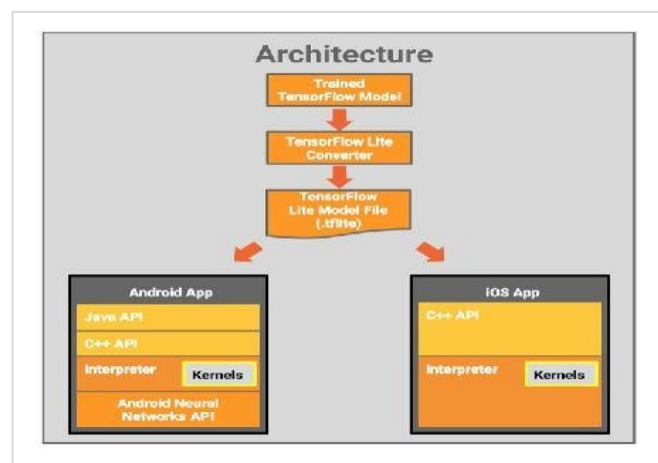 Architecture
Trained
TensorFlow Model
TensorFlow Lite
Converter
TensorFlow
Lite Model File
(.tflite)
Android App
Java API
C++ API
Interpreter
Kernels
Android Neural
Networks API
iOS App
C++ API
Interpreter
Kernels